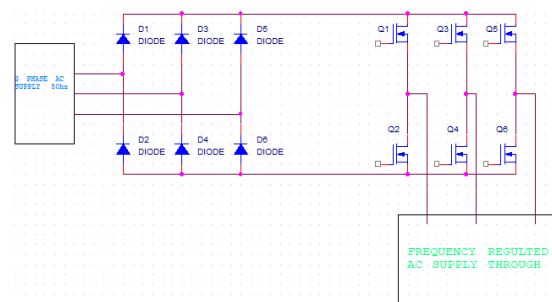 D1
DIODE
D3
DIODE
D5
DIODE
Q1
Q3
Q5
3 PHASE AC
SUPPLY 50hz
D2
DIODE
D4
DIODE
D6
DIODE
Q2
Q4
Q6
FREQUENCY REGULTED
AC SUPPLY THROUGH